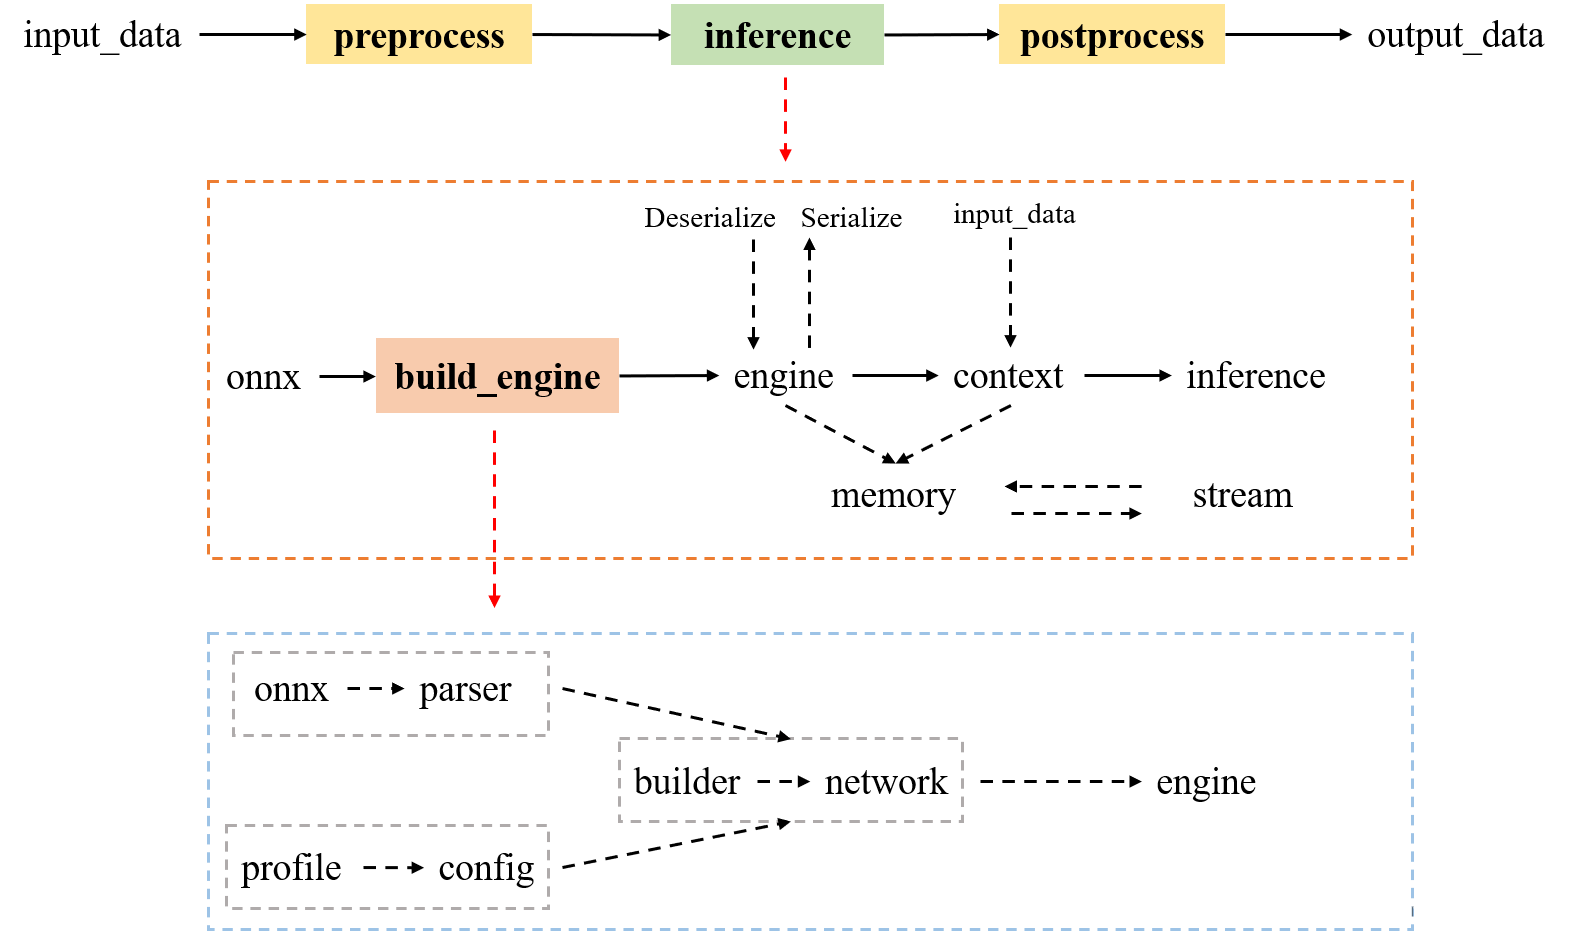 input_data preprocess inference postprocess output_data
Deserialize Serialize input_data
onnx build_engine engine context inference
memory stream
onnx parser
builder network engine
profile config